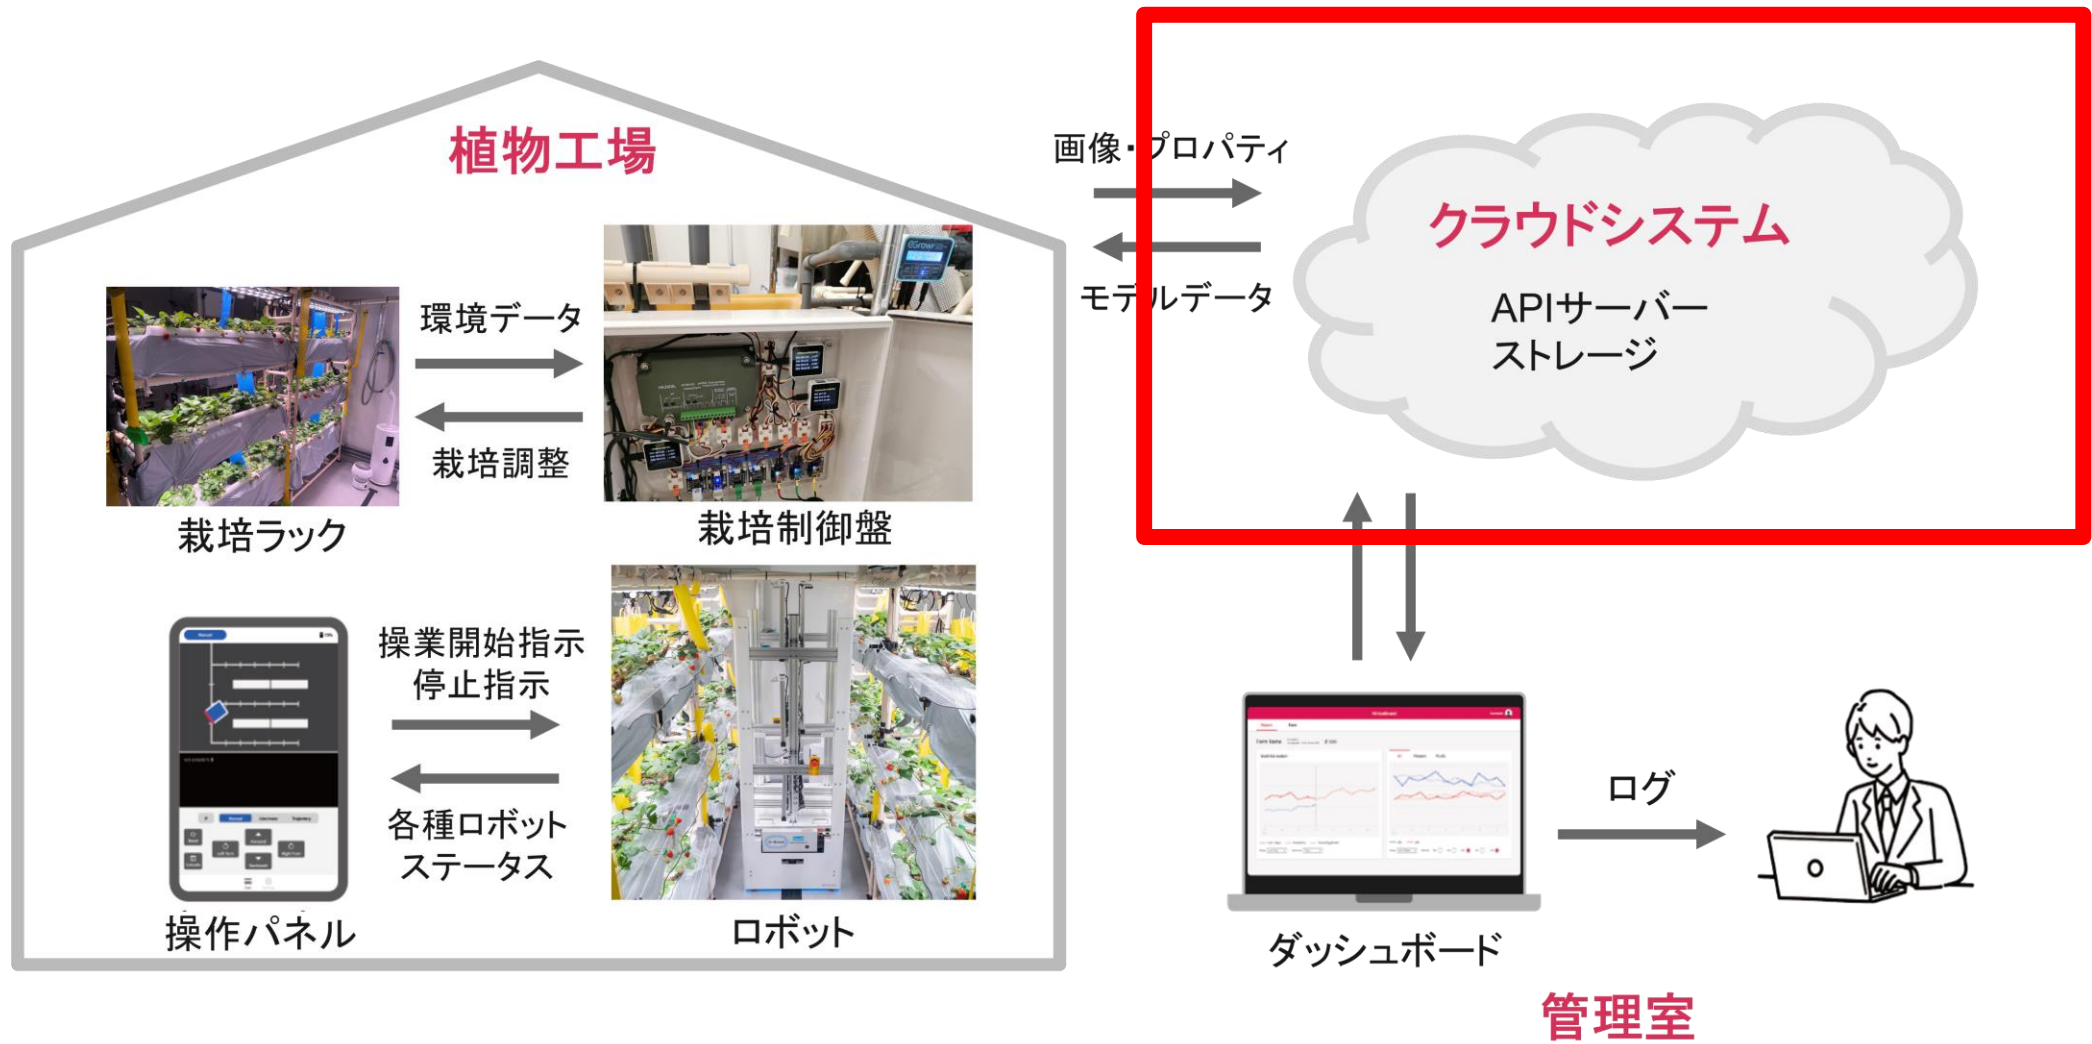 植物工場
画像・プロパティ
モデルデータ
クラウドシステム
APIサーバー
ストレージ
環境データ
栽培調整
栽培ラック
栽培制御盤
操業開始指示
停止指示
各種ロボット
ステータス
操作パネル
ロボット
ログ
ダッシュボード
管理室